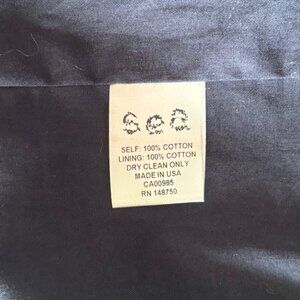 Sea
SELF: 100% COTTON
LINING: 100% COTTON
DRY CLEAN ONLY
MADE IN USA
CA00985
RN 148750